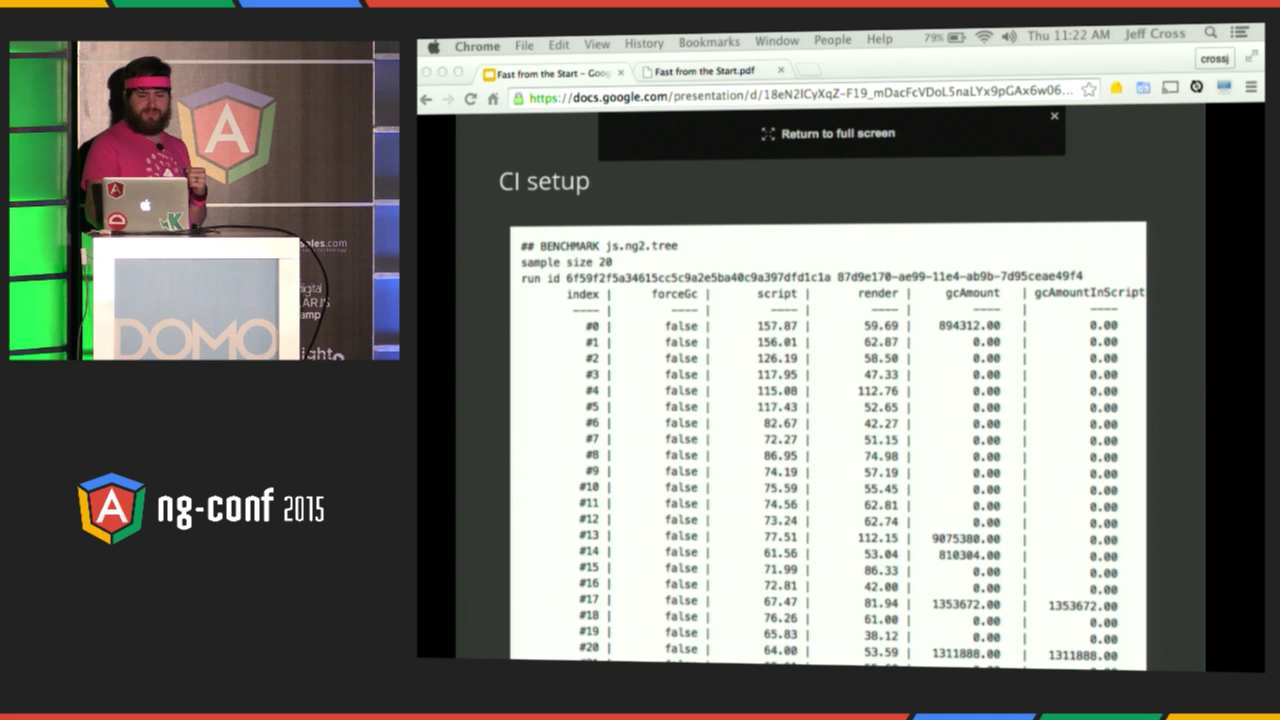 Chrome File Edit View History Bookmarks Window People Help 79% Thu 11:22 AM Jeff Cross
Fast from the Start – Goog × Fast from the Start.pdf × crossj
https://docs.google.com/presentation/d/18eN2ICyXqZ-F19_mDacFcVDoL5naLYx9pGAx6w06...
Return to full screen ×
CI setup
## BENCHMARK js.ng2.tree
sample size 20
run id 6f59f2f5a34615cc5c9a2e5ba40c9a397dfd1c1a 87d9e170-ae99-11e4-ab9b-7d95ceae49f4
index | forceGc | script | render | gcAmount | gcAmountInScript
---- | ---- | ---- | ---- | ---- | ----
#0 | false | 157.87 | 59.69 | 894312.00 | 0.00
#1 | false | 156.01 | 62.87 | 0.00 | 0.00
#2 | false | 126.19 | 58.50 | 0.00 | 0.00
#3 | false | 117.95 | 47.33 | 0.00 | 0.00
#4 | false | 115.08 | 112.76 | 0.00 | 0.00
#5 | false | 117.43 | 52.65 | 0.00 | 0.00
#6 | false | 82.67 | 42.27 | 0.00 | 0.00
#7 | false | 72.27 | 51.15 | 0.00 | 0.00
#8 | false | 86.95 | 74.98 | 0.00 | 0.00
#9 | false | 74.19 | 57.19 | 0.00 | 0.00
#10 | false | 75.59 | 55.45 | 0.00 | 0.00
#11 | false | 74.56 | 62.81 | 0.00 | 0.00
#12 | false | 73.24 | 62.74 | 0.00 | 0.00
#13 | false | 77.51 | 112.15 | 9075380.00 | 0.00
#14 | false | 61.56 | 53.04 | 810304.00 | 0.00
#15 | false | 71.99 | 86.33 | 0.00 | 0.00
#16 | false | 72.81 | 42.00 | 0.00 | 0.00
#17 | false | 67.47 | 81.94 | 1353672.00 | 1353672.00
#18 | false | 76.26 | 61.00 | 0.00 | 0.00
#19 | false | 65.83 | 38.12 | 0.00 | 0.00
#20 | false | 64.00 | 53.59 | 1311888.00 | 1311888.00
A
DOMO
A ng-conf 2015